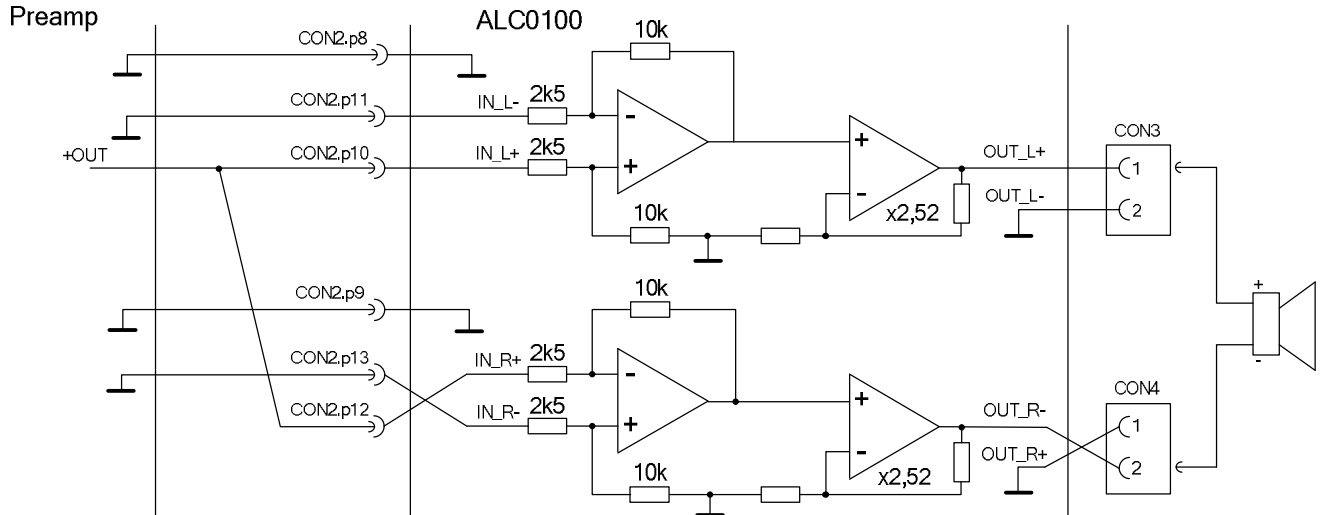 Preamp
ALC0100
CON2.p8
10k
CON2.p11
IN_L-
2k5
-
+OUT
CON2.p10
IN_L+
2k5
+
+
-
x2,52
10k
OUT_L+
OUT_L-
CON3
1
2
CON2.p9
10k
CON2.p13
IN_R+
2k5
-
CON2.p12
IN_R-
2k5
+
+
-
x2,52
10k
OUT_R-
OUT_R+
CON4
1
2
+
-